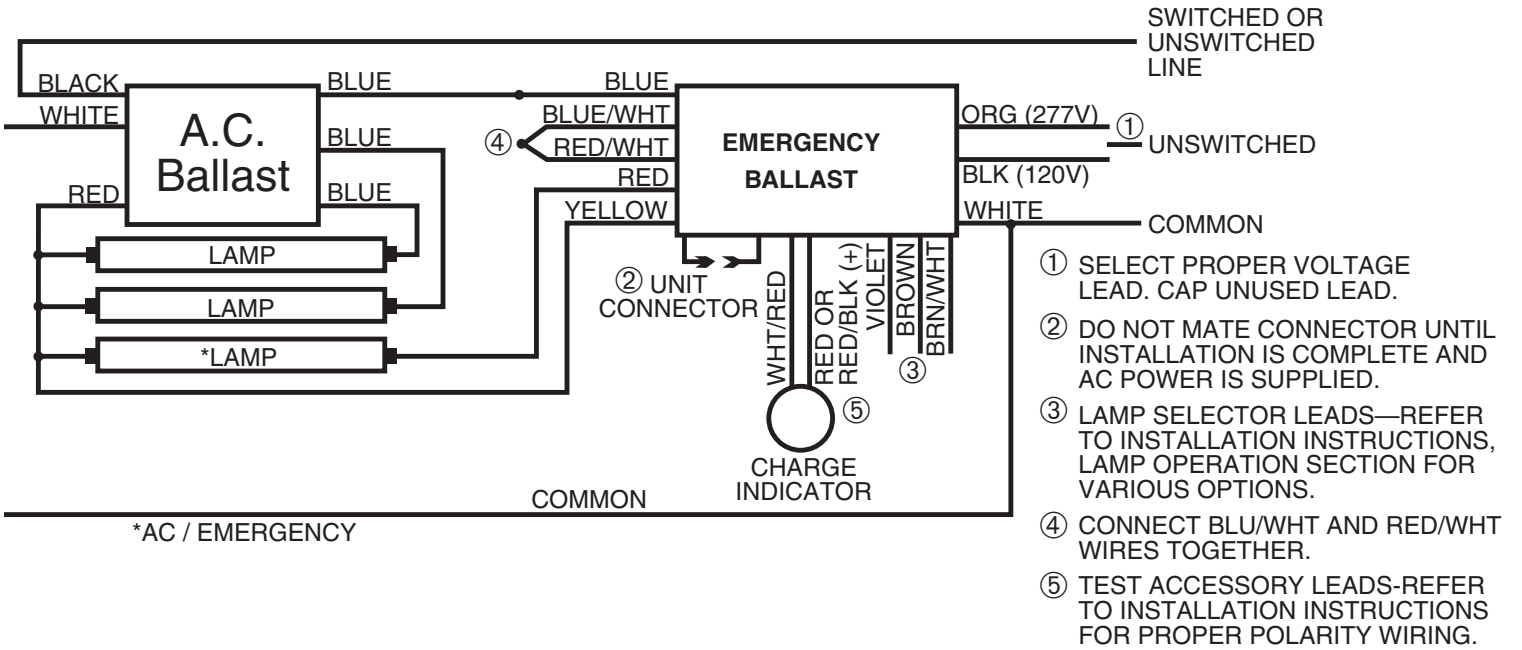 SWITCHED OR
UNSWITCHED
LINE
BLACK
BLUE
BLUE
WHITE
A.C.
Ballast
BLUE
BLUE
RED
BLUE/WHT
④
RED/WHT
RED
YELLOW
EMERGENCY
BALLAST
ORG (277V)
①
UNSWITCHED
BLK (120V)
WHITE
COMMON
LAMP
LAMP
*LAMP
② UNIT
CONNECTOR
WHT/RED
RED OR
RED/BLK (+)
VIOLET
BROWN
BRN/WHT
③
⑤
CHARGE
INDICATOR
COMMON
*AC / EMERGENCY
① SELECT PROPER VOLTAGE
LEAD. CAP UNUSED LEAD.
② DO NOT MATE CONNECTOR UNTIL
INSTALLATION IS COMPLETE AND
AC POWER IS SUPPLIED.
③ LAMP SELECTOR LEADS—REFER
TO INSTALLATION INSTRUCTIONS,
LAMP OPERATION SECTION FOR
VARIOUS OPTIONS.
④ CONNECT BLU/WHT AND RED/WHT
WIRES TOGETHER.
⑤ TEST ACCESSORY LEADS-REFER
TO INSTALLATION INSTRUCTIONS
FOR PROPER POLARITY WIRING.